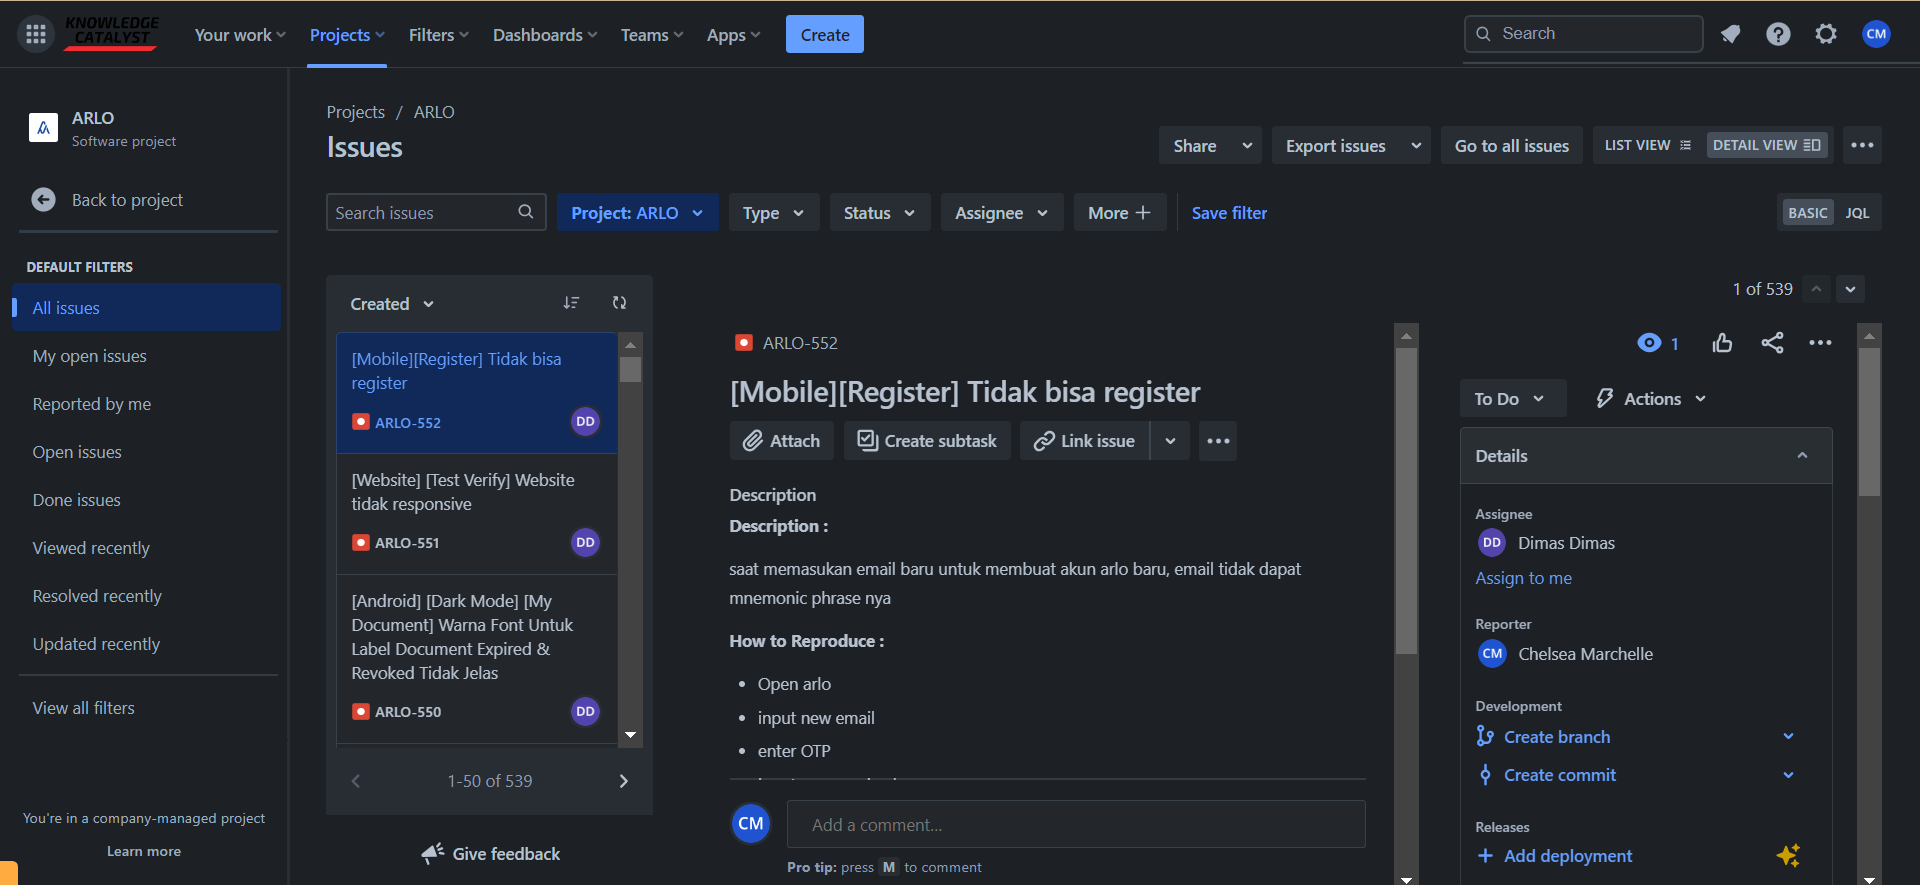 KNOWLEDGE
CATALYST
Your work
Projects
Filters
Dashboards
Teams
Apps
Create
Search
CM
ARLO
Software project
Back to project
DEFAULT FILTERS
All issues
My open issues
Reported by me
Open issues
Done issues
Viewed recently
Resolved recently
Updated recently
View all filters
You're in a company-managed project
Learn more
Projects / ARLO
Issues
Share
Export issues
Go to all issues
LIST VIEW
DETAIL VIEW
Search issues
Project: ARLO
Type
Status
Assignee
More
Save filter
BASIC
JQL
Created
[Mobile][Register] Tidak bisa
register
ARLO-552
DD
[Website] [Test Verify] Website
tidak responsive
ARLO-551
DD
[Android] [Dark Mode] [My
Document] Warna Font Untuk
Label Document Expired &
Revoked Tidak Jelas
ARLO-550
DD
1-50 of 539
Give feedback
1 of 539
ARLO-552
[Mobile][Register] Tidak bisa register
Attach
Create subtask
Link issue
Description
Description :
saat memasukan email baru untuk membuat akun arlo baru, email tidak dapat
mnemonic phrase nya
How to Reproduce :
• Open arlo
• input new email
• enter OTP
CM
Add a comment...
Pro tip: press M to comment
1
To Do
Actions
Details
Assignee
DD
Dimas Dimas
Assign to me
Reporter
CM
Chelsea Marchelle
Development
Create branch
Create commit
Releases
Add deployment